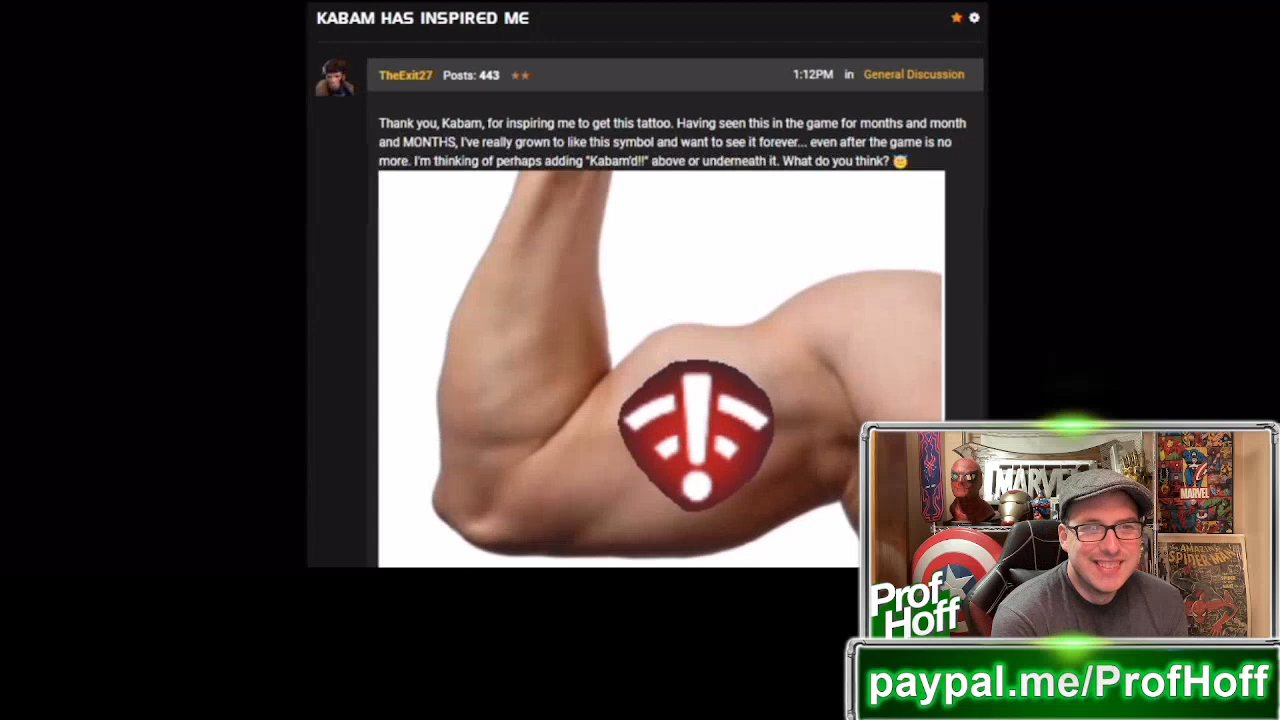 KABAM HAS INSPIRED ME
TheExit27 Posts: 443 1:12PM in General Discussion
Thank you, Kabam, for inspiring me to get this tattoo. Having seen this in the game for months and month
and MONTHS, I've really grown to like this symbol and want to see it forever... even after the game is no
more. I'm thinking of perhaps adding "Kabam'd!!" above or underneath it. What do you think? 😇
MARVEL
MARVEL
AMAZING
SPIDER-MAN
Prof
Hoff
paypal.me/ProfHoff